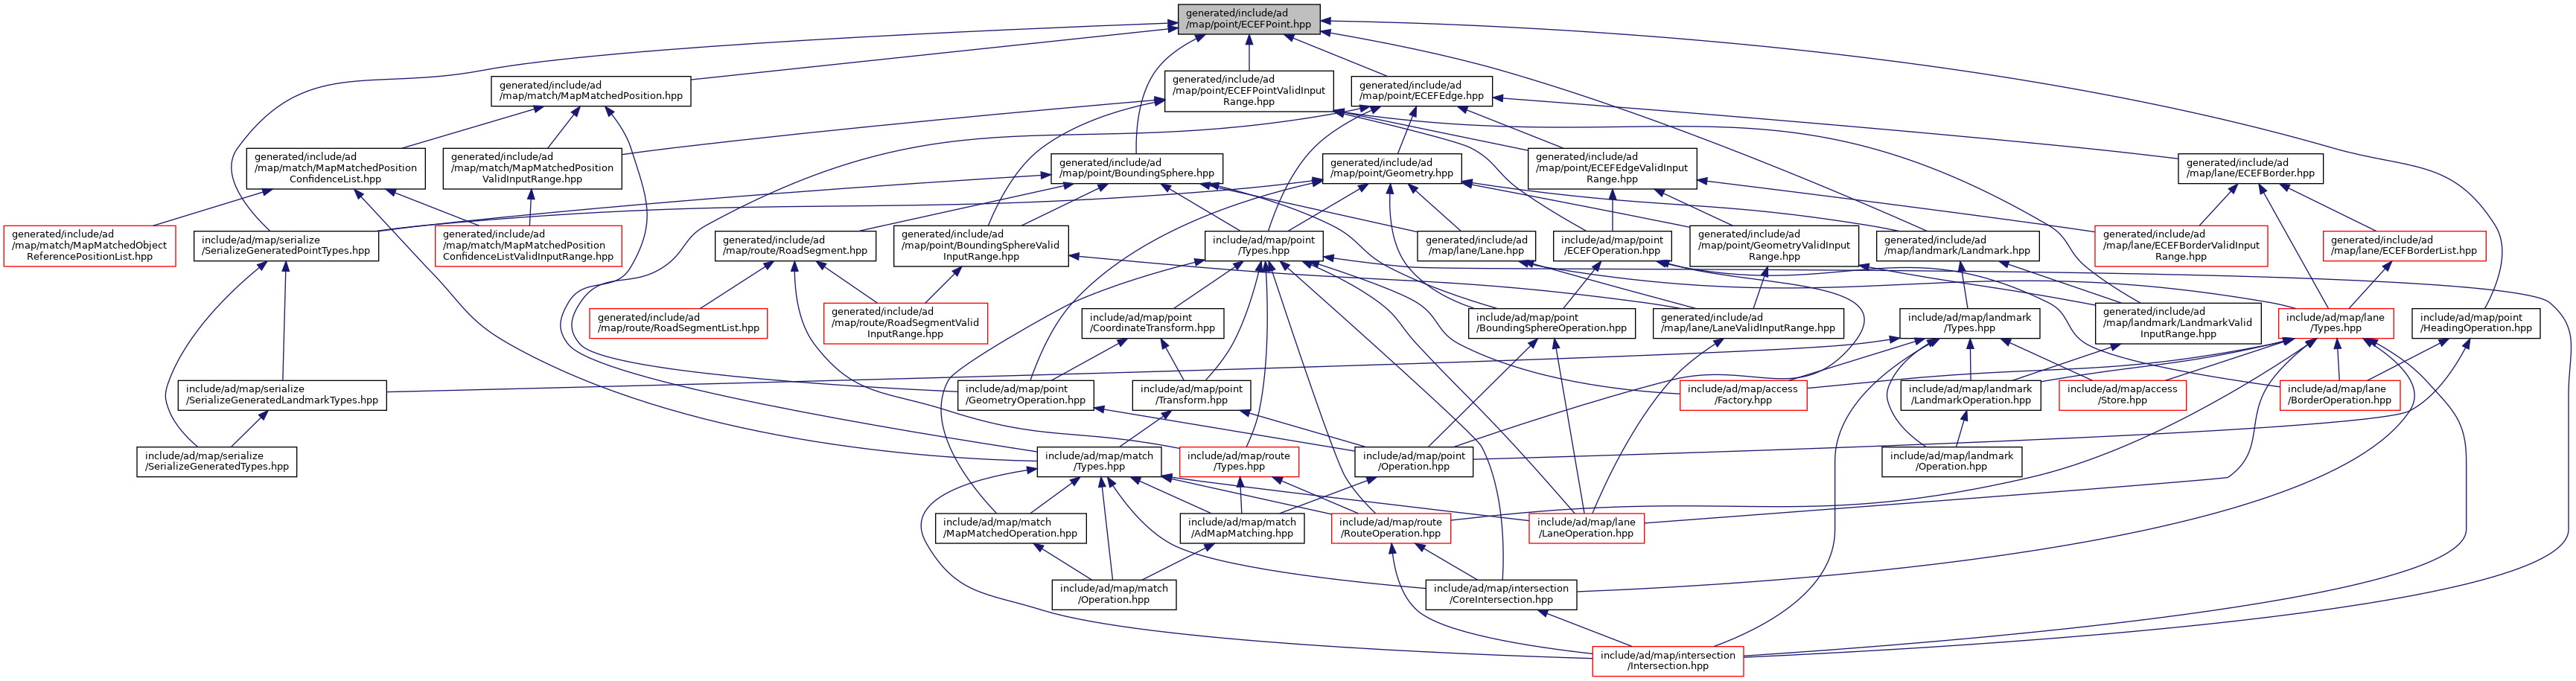 generated/include/ad
/map/point/ECEFPoint.hpp
generated/include/ad
/map/match/MapMatchedPosition.hpp
generated/include/ad
/map/point/ECEFPointValidInput
Range.hpp
generated/include/ad
/map/point/ECEFEdge.hpp
generated/include/ad
/map/match/MapMatchedPosition
ConfidenceList.hpp
generated/include/ad
/map/match/MapMatchedPosition
ValidInputRange.hpp
generated/include/ad
/map/point/BoundingSphere.hpp
generated/include/ad
/map/point/Geometry.hpp
generated/include/ad
/map/point/ECEFEdgeValidInput
Range.hpp
generated/include/ad
/map/lane/ECEFBorder.hpp
generated/include/ad
/map/match/MapMatchedObject
ReferencePositionList.hpp
include/ad/map/serialize
/SerializeGeneratedPointTypes.hpp
generated/include/ad
/map/match/MapMatchedPosition
ConfidenceListValidInputRange.hpp
generated/include/ad
/map/route/RoadSegment.hpp
generated/include/ad
/map/point/BoundingSphereValid
InputRange.hpp
include/ad/map/point
/Types.hpp
generated/include/ad
/map/lane/Lane.hpp
include/ad/map/point
/ECEFOperation.hpp
generated/include/ad
/map/point/GeometryValidInput
Range.hpp
generated/include/ad
/map/landmark/Landmark.hpp
generated/include/ad
/map/lane/ECEFBorderValidInput
Range.hpp
generated/include/ad
/map/lane/ECEFBorderList.hpp
generated/include/ad
/map/route/RoadSegmentList.hpp
generated/include/ad
/map/route/RoadSegmentValid
InputRange.hpp
include/ad/map/point
/CoordinateTransform.hpp
include/ad/map/point
/BoundingSphereOperation.hpp
generated/include/ad
/map/lane/LaneValidInputRange.hpp
include/ad/map/landmark
/Types.hpp
generated/include/ad
/map/landmark/LandmarkValid
InputRange.hpp
include/ad/map/lane
/Types.hpp
include/ad/map/point
/HeadingOperation.hpp
include/ad/map/serialize
/SerializeGeneratedLandmarkTypes.hpp
include/ad/map/point
/GeometryOperation.hpp
include/ad/map/point
/Transform.hpp
include/ad/map/access
/Factory.hpp
include/ad/map/landmark
/LandmarkOperation.hpp
include/ad/map/access
/Store.hpp
include/ad/map/lane
/BorderOperation.hpp
include/ad/map/serialize
/SerializeGeneratedTypes.hpp
include/ad/map/match
/Types.hpp
include/ad/map/route
/Types.hpp
include/ad/map/point
/Operation.hpp
include/ad/map/landmark
/Operation.hpp
include/ad/map/match
/MapMatchedOperation.hpp
include/ad/map/match
/AdMapMatching.hpp
include/ad/map/route
/RouteOperation.hpp
include/ad/map/lane
/LaneOperation.hpp
include/ad/map/match
/Operation.hpp
include/ad/map/intersection
/CoreIntersection.hpp
include/ad/map/intersection
/Intersection.hpp